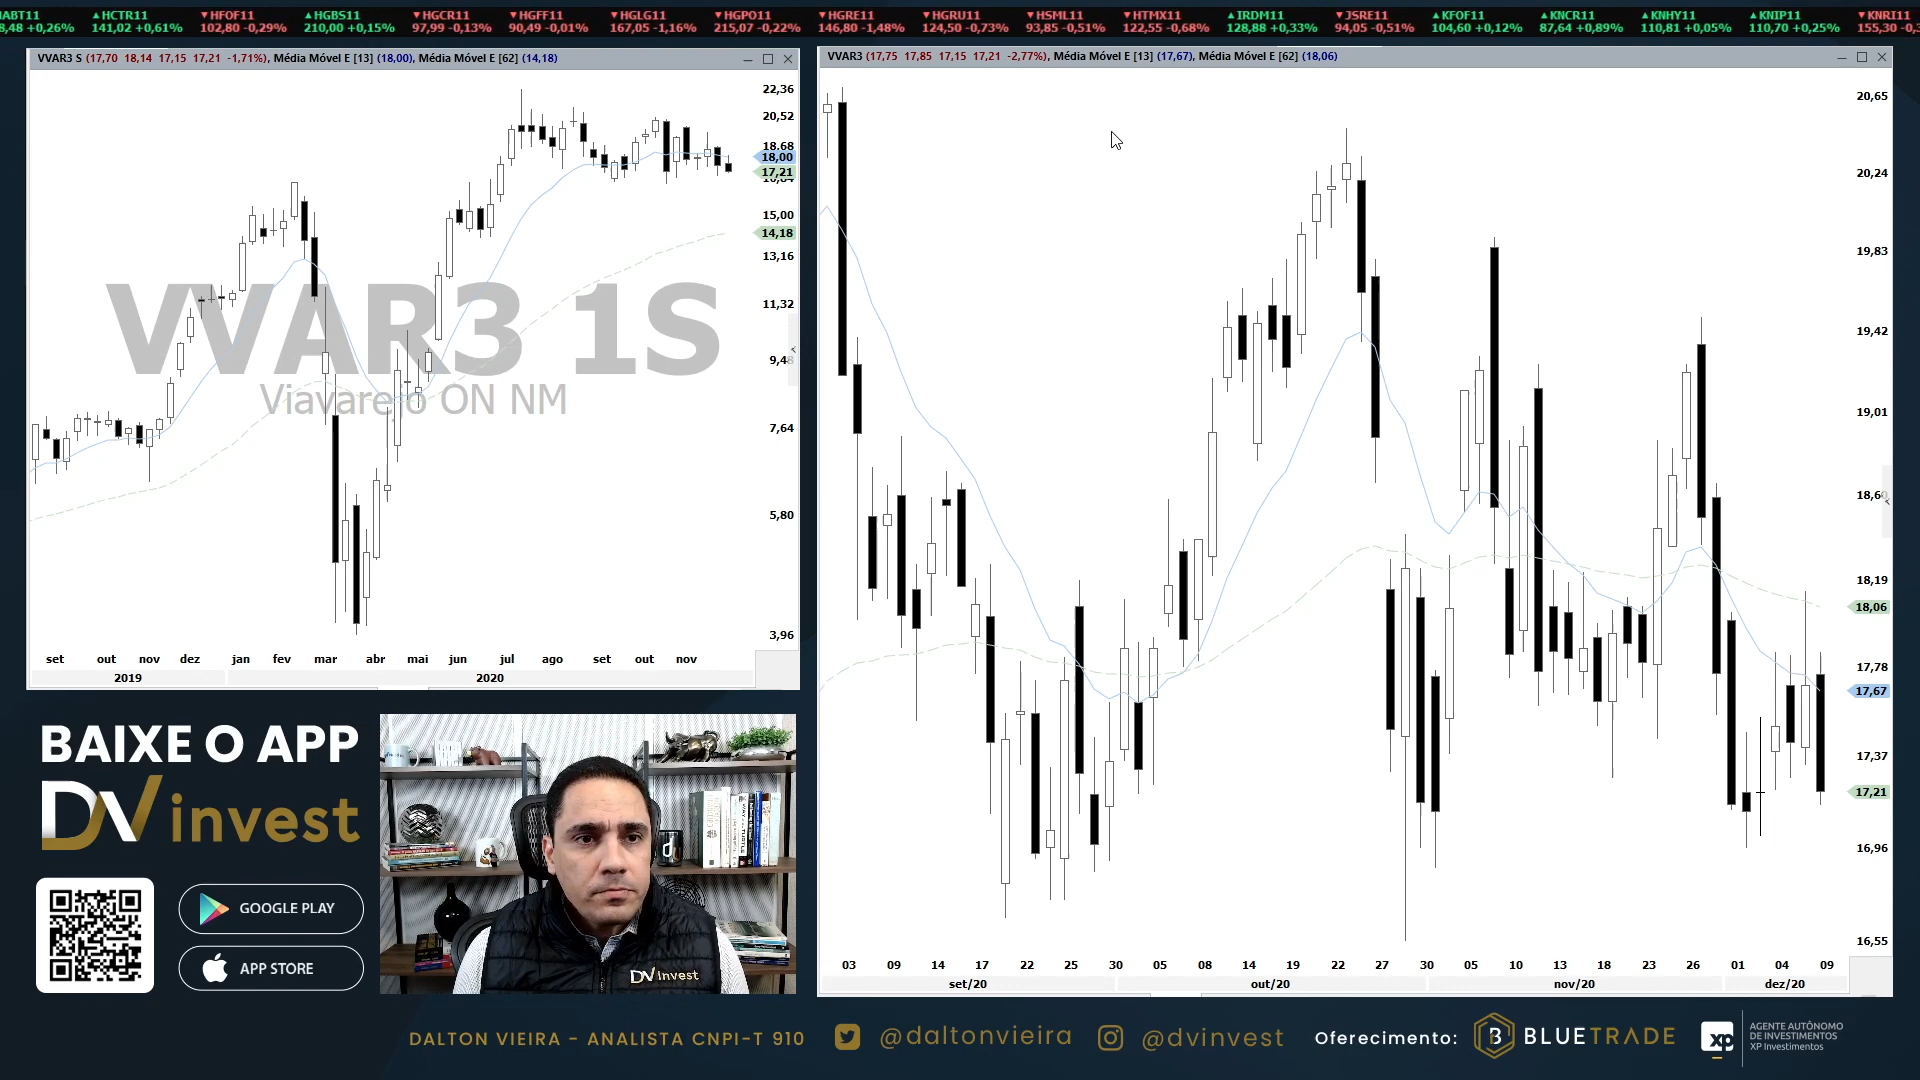 HABT11 HCTR11 HFOF11 HGBS11 HGCR11 HGFF11 HGLG11 HGPO11 HGRE11 HGRU11 HSML11 HTMX11 IRDM11 JSRE11 KFOF11 KNCR11 KNHY11 KNIP11 KNRI11
+0,26% 141,02 +0,61% 102,80 -0,29% 210,00 +0,15% 97,99 -0,13% 90,49 -0,01% 167,05 -1,16% 215,07 -0,22% 146,80 -1,48% 124,50 -0,73% 93,85 -0,51% 122,55 -0,68% 128,88 +0,33% 94,05 -0,51% 104,60 +0,12% 87,64 +0,89% 110,81 +0,05% 110,70 +0,25% 155,30
VVAR3 S (17,70 18,14 17,15 17,21 -1,71%), Média Móvel E [13] (18,00), Média Móvel E [62] (14,18)
22,36
20,52
18,68
18,00
17,21
15,00
14,18
13,16
11,32
9,48
7,64
5,80
3,96
VVAR3 1S
Viavarejo ON NM
set out nov dez jan fev mar abr mai jun jul ago set out nov
2019 2020
VVAR3 (17,75 17,85 17,15 17,21 -2,77%), Média Móvel E [13] (17,67), Média Móvel E [62] (18,06)
20,65
20,24
19,83
19,42
19,01
18,60
18,19
18,06
17,78
17,67
17,37
17,21
16,96
16,55
03 09 14 17 22 25 30 05 08 14 19 22 27 30 05 10 13 18 23 26 01 04 09
set/20 out/20 nov/20 dez/20
BAIXE O APP
DV invest
GOOGLE PLAY
APP STORE
DV Invest
DALTON VIEIRA - ANALISTA CNPI-T 910
@daltonvieira
@dvinvest
Oferecimento:
BLUETRADE
xp
AGENTE AUTÔNOMO
DE INVESTIMENTOS
XP Investimentos